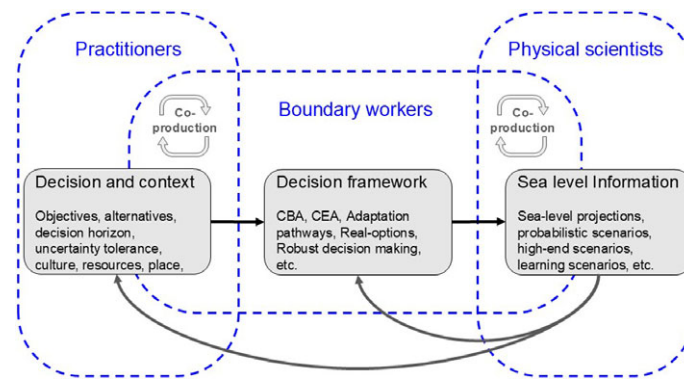 Practitioners
Physical scientists
Boundary workers
Co-
production
Co-
production
Decision and context
Objectives, alternatives,
decision horizon,
uncertainty tolerance,
culture, resources, place,
Decision framework
CBA, CEA, Adaptation
pathways, Real-options,
Robust decision making,
etc.
Sea level Information
Sea-level projections,
probabilistic scenarios,
high-end scenarios,
learning scenarios, etc.